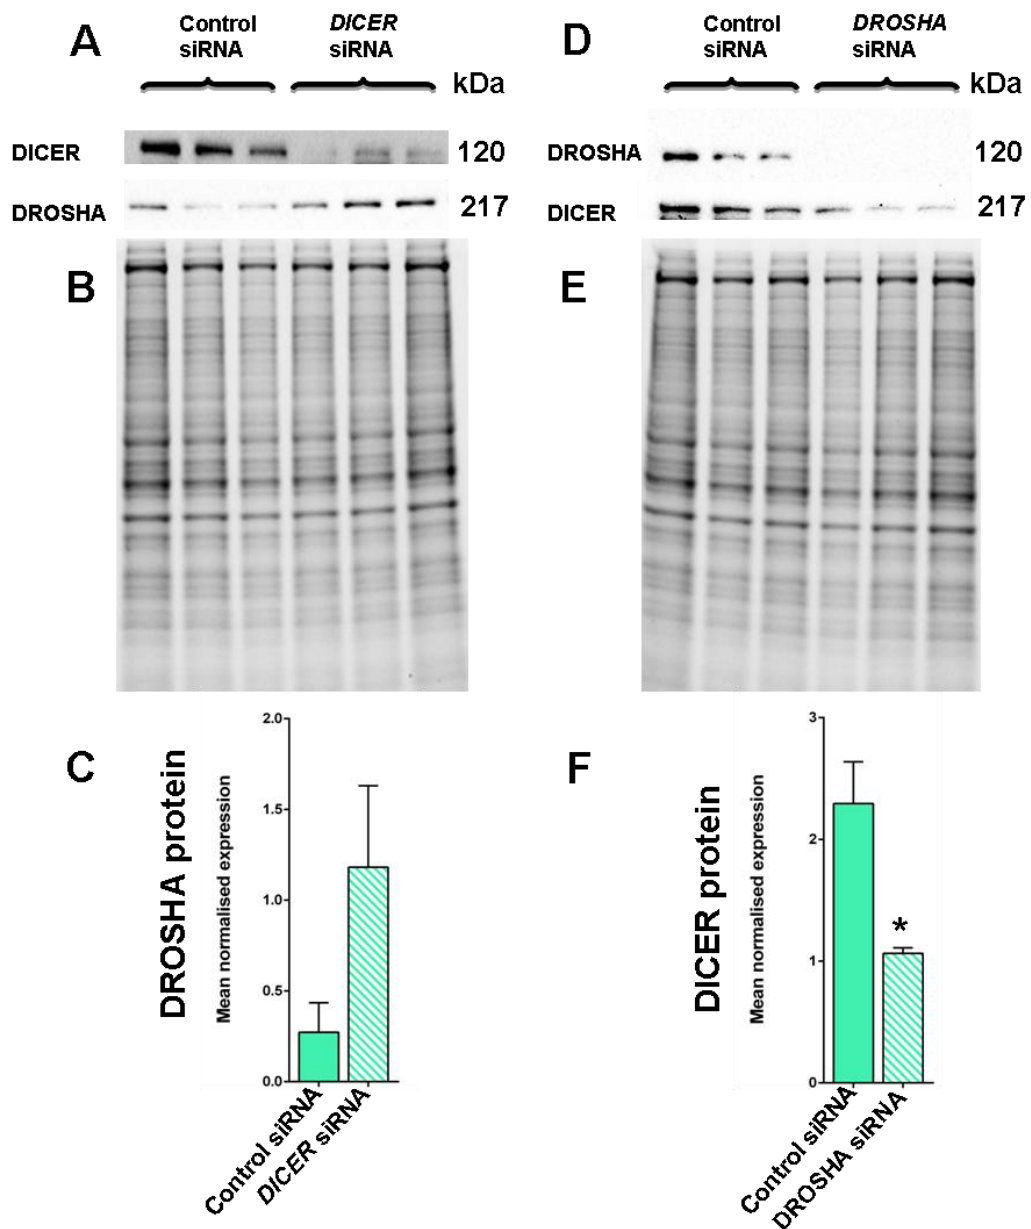 A
Control
siRNA
DICER
siRNA
kDa
DICER
120
DROSHA
217
B
C
DROSHA protein
Mean normalised expression
2.0
1.5
1.0
0.5
0.0
Control siRNA
DICER siRNA
D
Control
siRNA
DROSHA
siRNA
kDa
DROSHA
120
DICER
217
E
F
DICER protein
Mean normalised expression
3
2
1
0
*
Control siRNA
DROSHA siRNA